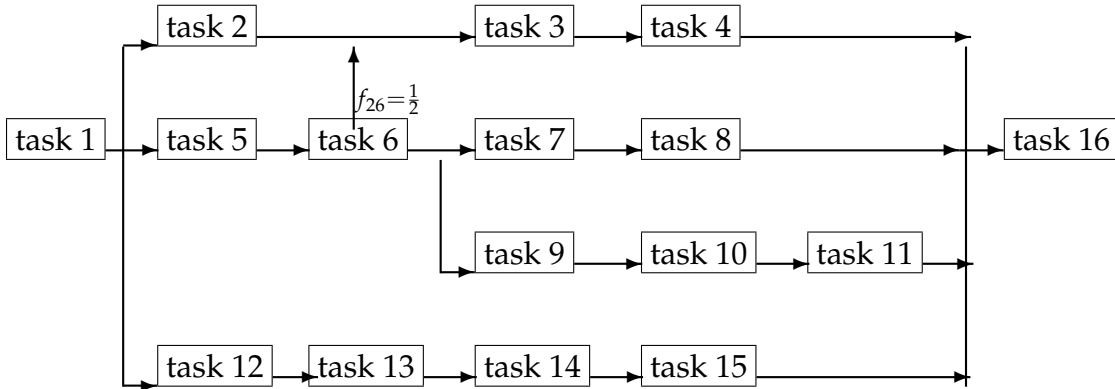 task 2 task 3 task 4
f₂₆=½
task 1 task 5 task 6 task 7 task 8 task 16
task 9 task 10 task 11
task 12 task 13 task 14 task 15